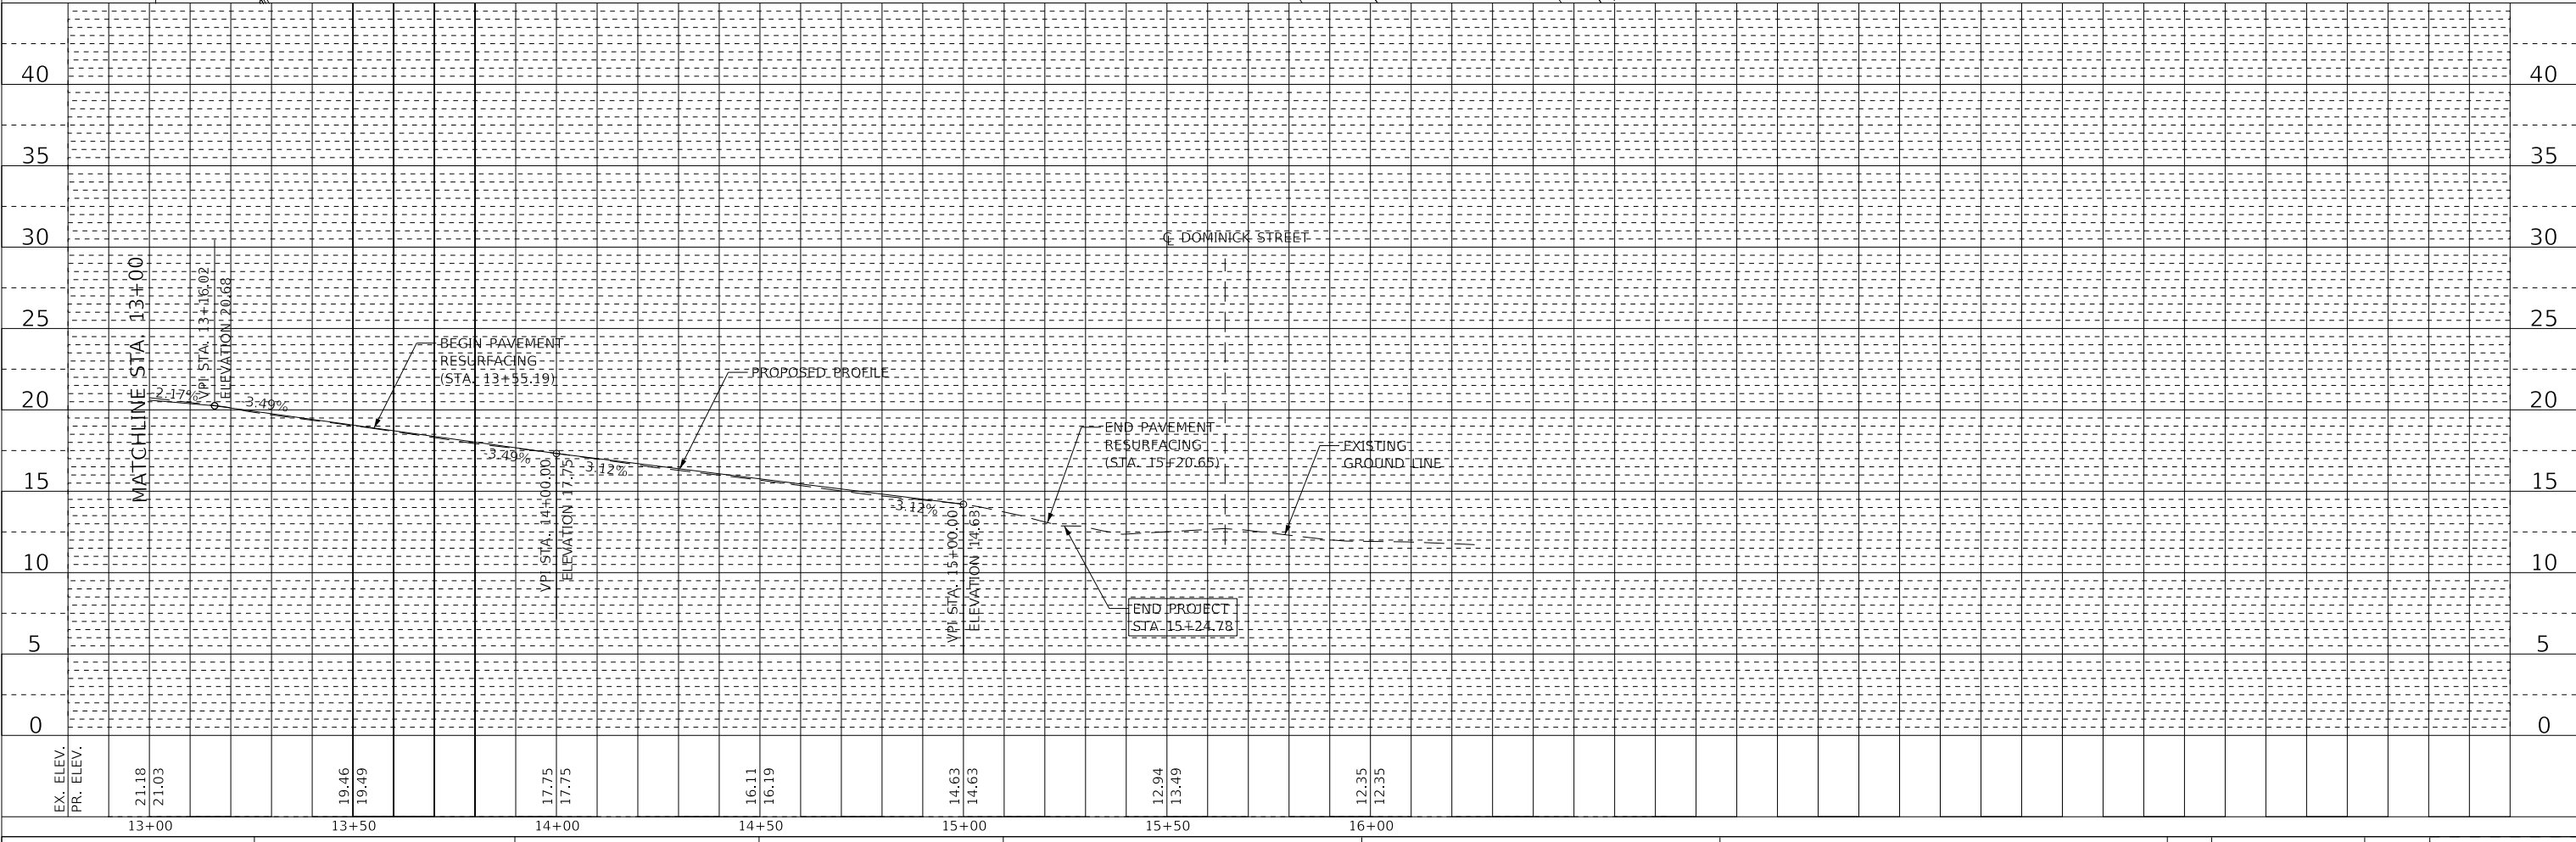 40
40
35
35
30
30
25
25
20
20
15
15
10
10
5
5
0
0
MATCHLINE STA. 13+00
-2.17%
VPI STA. 13+16.02
ELEVATION 20.68
-3.49%
BEGIN PAVEMENT
RESURFACING
(STA. 13+55.19)
PROPOSED PROFILE
-3.49%
VPI STA. 14+00.00
ELEVATION 17.75
-3.12%
-3.12%
VPI STA. 15+00.00
ELEVATION 14.63
END PAVEMENT
RESURFACING
(STA. 15+20.65)
℄ DOMINICK STREET
EXISTING
GROUND LINE
END PROJECT
STA 15+24.78
EX. ELEV.
PR. ELEV.
21.18
21.03
19.46
19.49
17.75
17.75
16.11
16.19
14.63
14.63
12.94
13.49
12.35
12.35
13+00
13+50
14+00
14+50
15+00
15+50
16+00